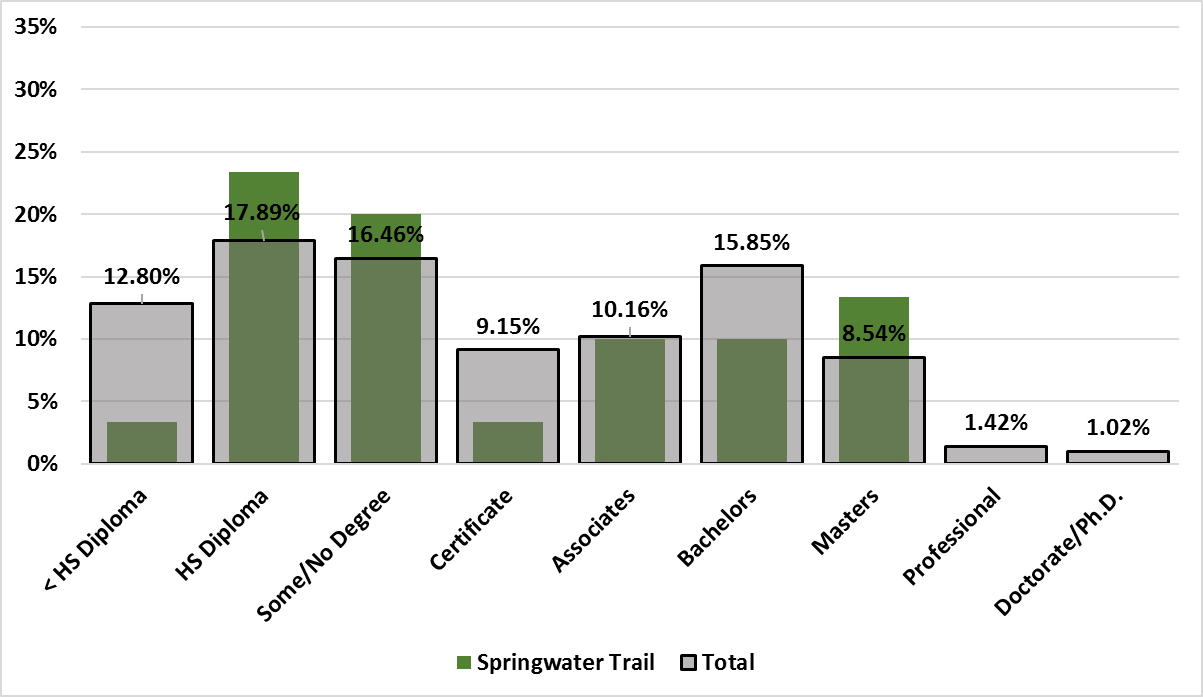 35%
30%
25%
20%
15%
10%
5%
0%
12.80%
17.89%
16.46%
9.15%
10.16%
15.85%
8.54%
1.42%
1.02%
< HS Diploma
HS Diploma
Some/No Degree
Certificate
Associates
Bachelors
Masters
Professional
Doctorate/Ph.D.
Springwater Trail
Total